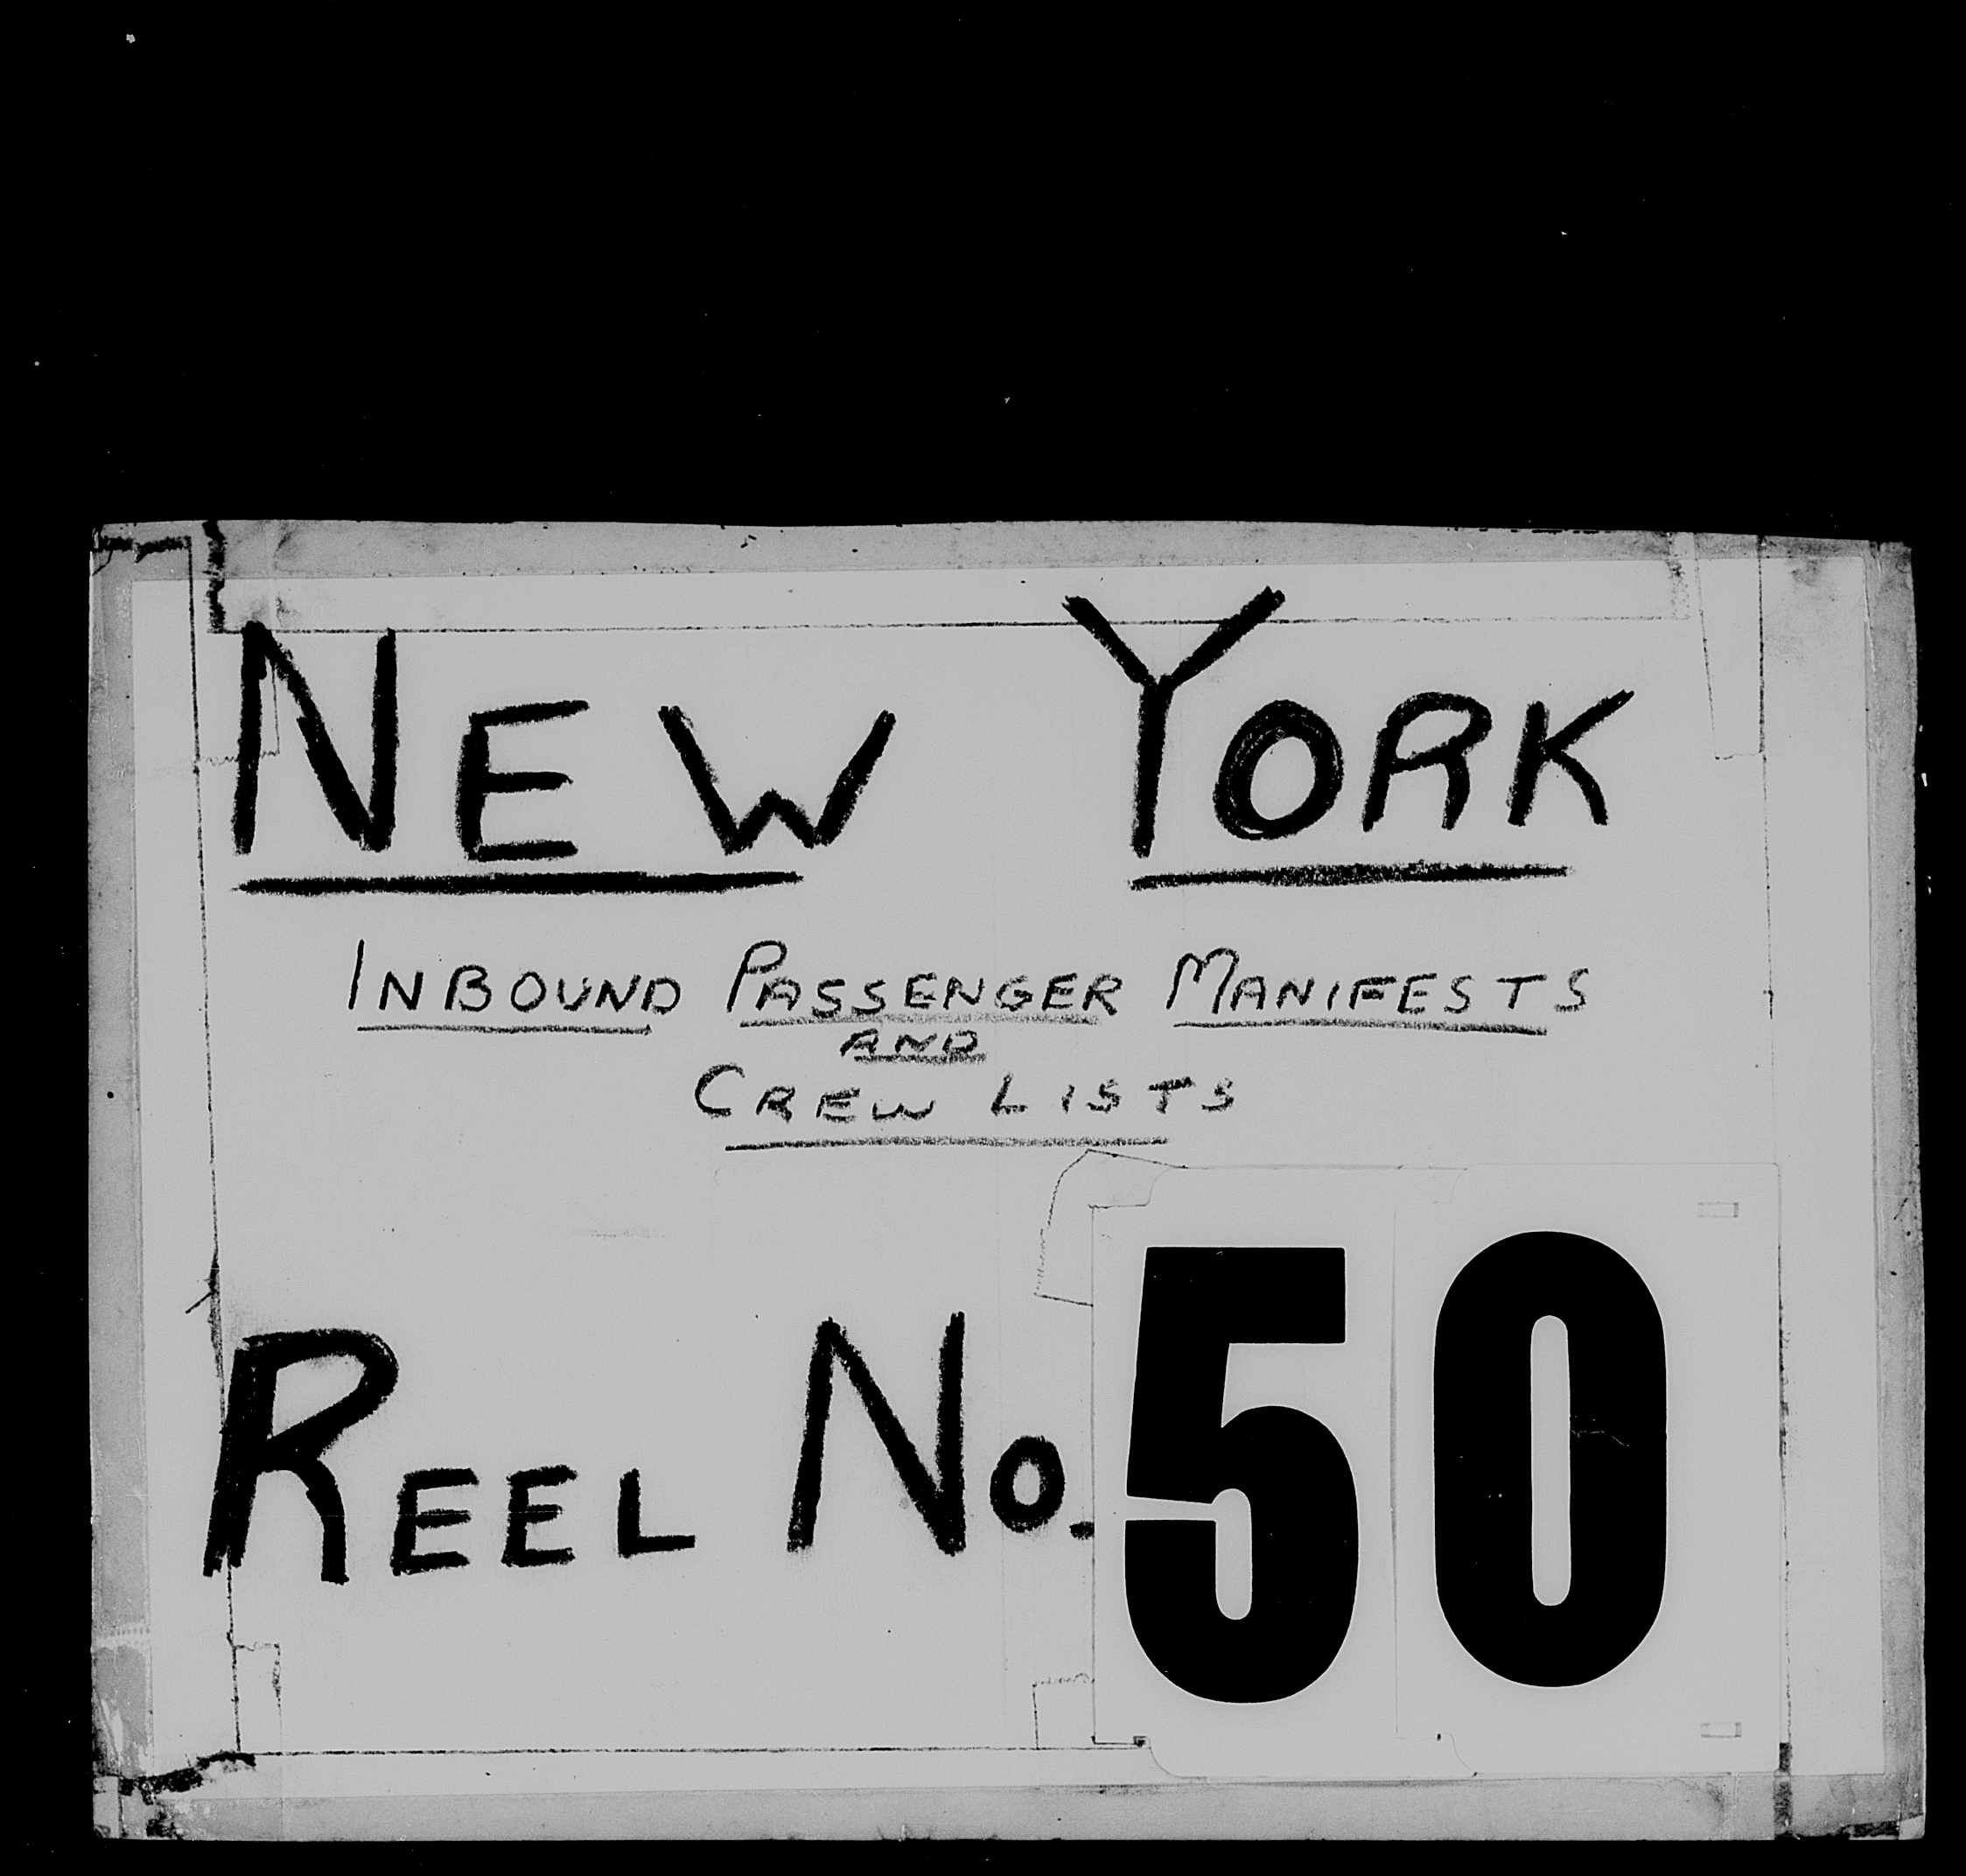 NEW YORK
INBOUND PASSENGER MANIFESTS
AND
CREW LISTS
REEL NO. 50